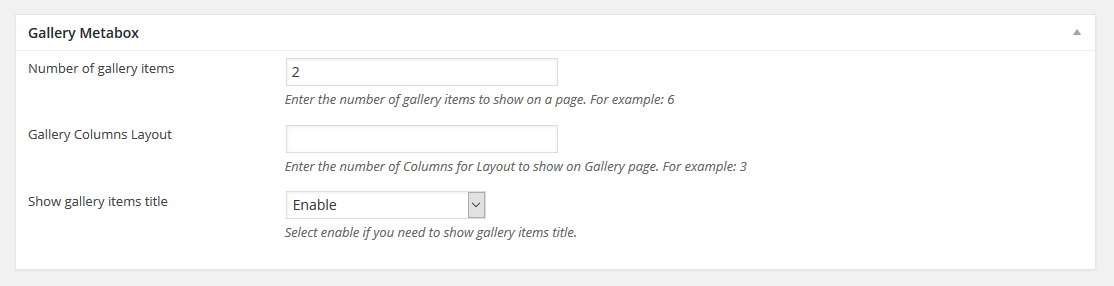 Gallery Metabox
Number of gallery items
2
Enter the number of gallery items to show on a page. For example: 6
Gallery Columns Layout
Enter the number of Columns for Layout to show on Gallery page. For example: 3
Show gallery items title
Enable
Select enable if you need to show gallery items title.